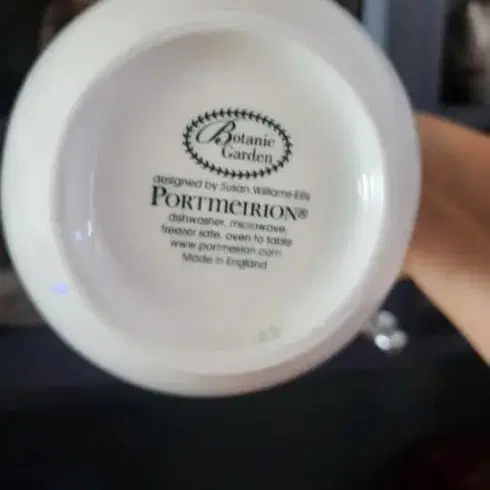 Botanic
Garden
designed by Susan Williams-Ellis
PORTMEIRION®
dishwasher, microwave,
freezer safe, oven to table
www.portmeirion.com
Made in England